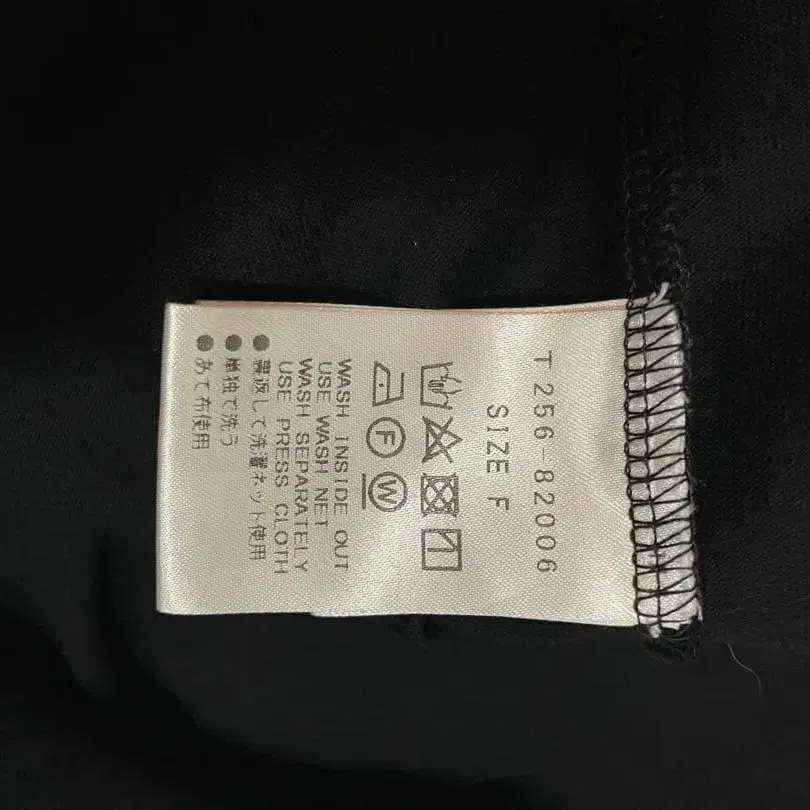 T 256-82006
SIZE F
F W
WASH INSIDE OUT
USE WASH NET
WASH SEPARATELY
USE PRESS CLOTH
●裏返して洗濯ネット使用
●単独で洗う
●あて布使用